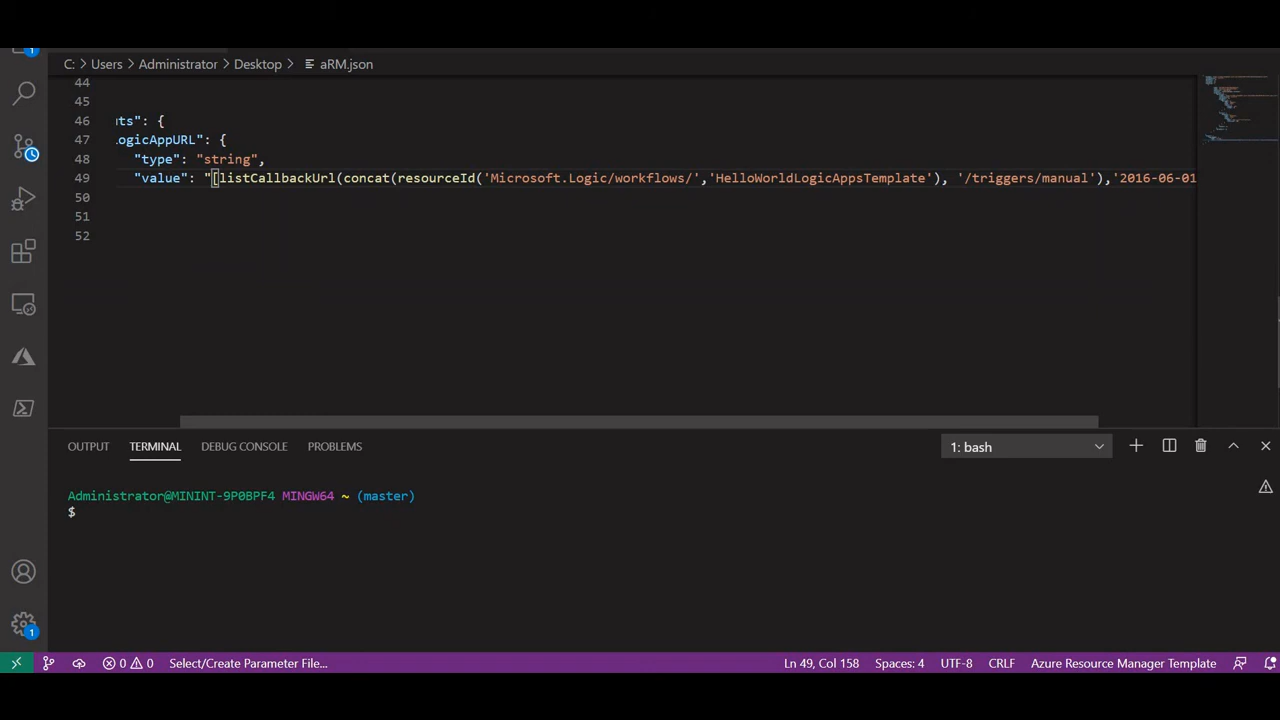 1
C: > Users > Administrator > Desktop > aRM.json
44
45
46 ts": {
47 ogicAppURL": {
48 "type": "string",
49 "value": "[listCallbackUrl(concat(resourceId('Microsoft.Logic/workflows/','HelloWorldLogicAppsTemplate'), '/triggers/manual'),'2016-06-01
50
51
52
OUTPUT TERMINAL DEBUG CONSOLE PROBLEMS 1: bash
Administrator@MININT-9P0BPF4 MINGW64 ~ (master)
$
1
0 0 Select/Create Parameter File... Ln 49, Col 158 Spaces: 4 UTF-8 CRLF Azure Resource Manager Template